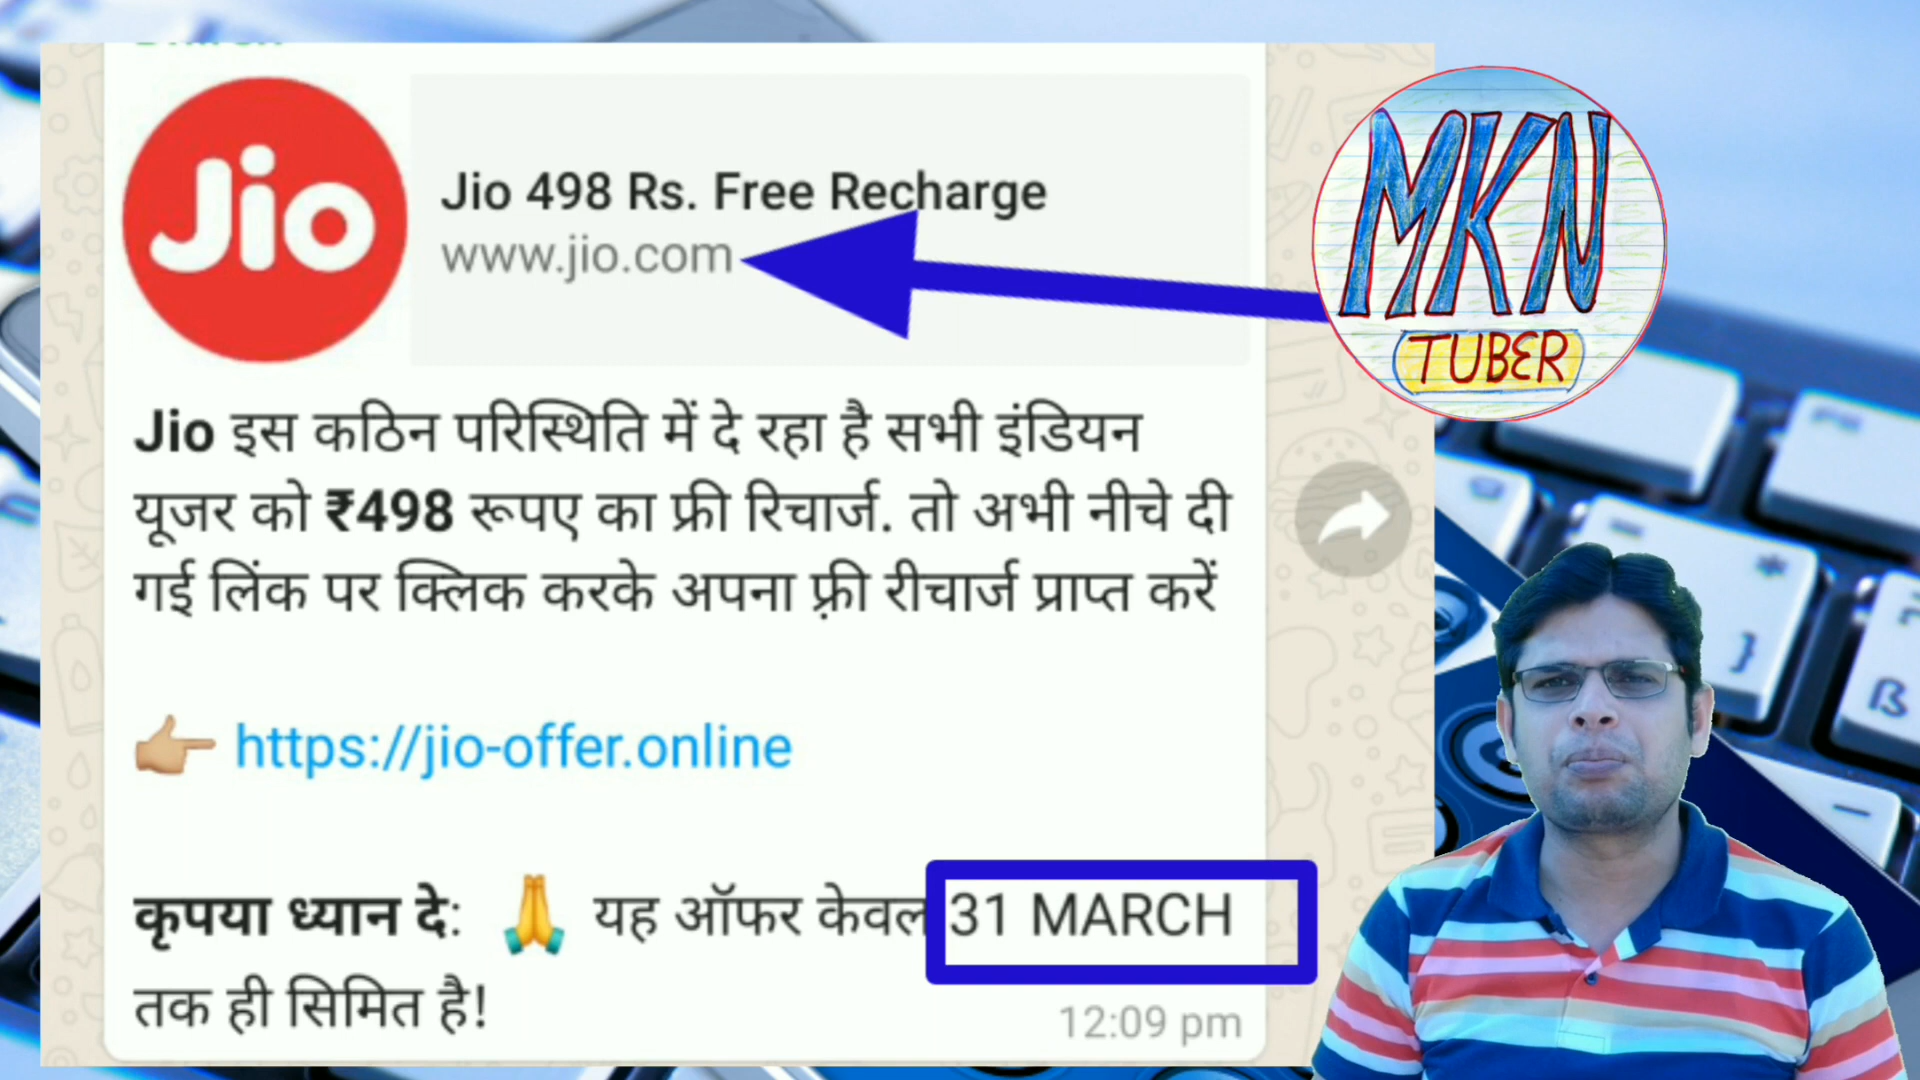 Jio
Jio 498 Rs. Free Recharge
www.jio.com
MKN
TUBER
Jio इस कठिन परिस्थिति में दे रहा है सभी इंडियन
यूजर को ₹498 रूपए का फ्री रिचार्ज. तो अभी नीचे दी
गई लिंक पर क्लिक करके अपना फ़्री रीचार्ज प्राप्त करें
👉 https://jio-offer.online
कृपया ध्यान दे: 🙏 यह ऑफर केवल 31 MARCH
तक ही सिमित है!
12:09 pm